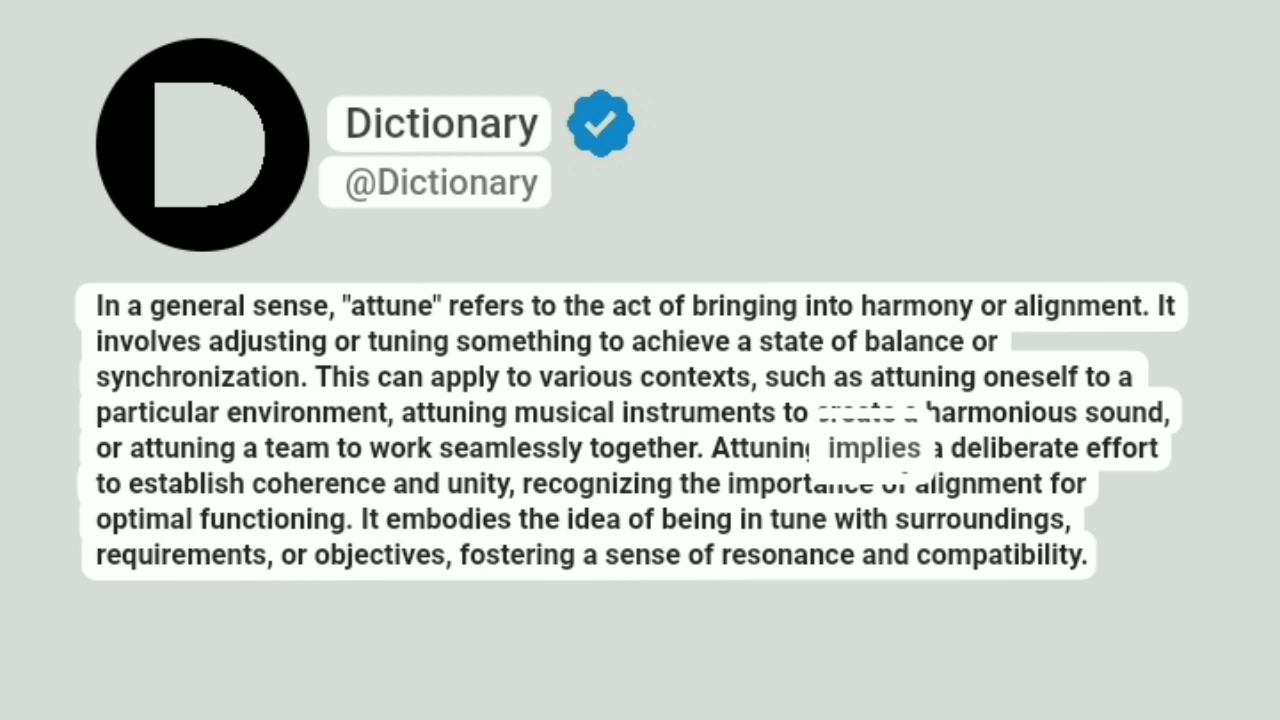 D
Dictionary
@Dictionary
In a general sense, "attune" refers to the act of bringing into harmony or alignment. It
involves adjusting or tuning something to achieve a state of balance or
synchronization. This can apply to various contexts, such as attuning oneself to a
particular environment, attuning musical instruments to create a harmonious sound,
or attuning a team to work seamlessly together. Attuning implies a deliberate effort
to establish coherence and unity, recognizing the importance of alignment for
optimal functioning. It embodies the idea of being in tune with surroundings,
requirements, or objectives, fostering a sense of resonance and compatibility.